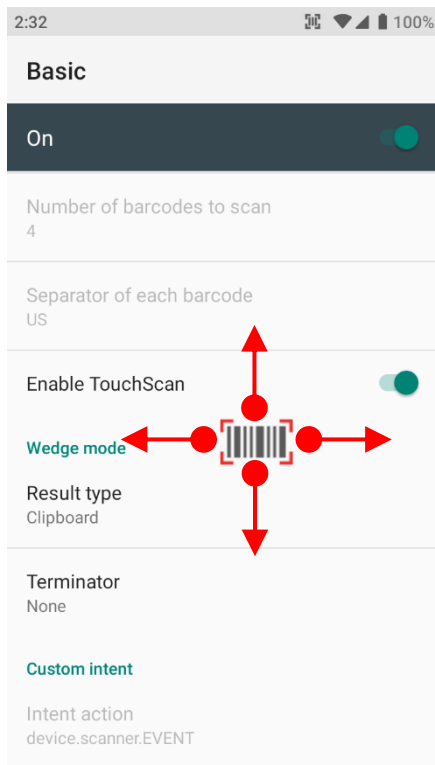 2:32
100%
Basic
On
Number of barcodes to scan
4
Separator of each barcode
US
Enable TouchScan
Wedge mode
Result type
Clipboard
Terminator
None
Custom intent
Intent action
device.scanner.EVENT